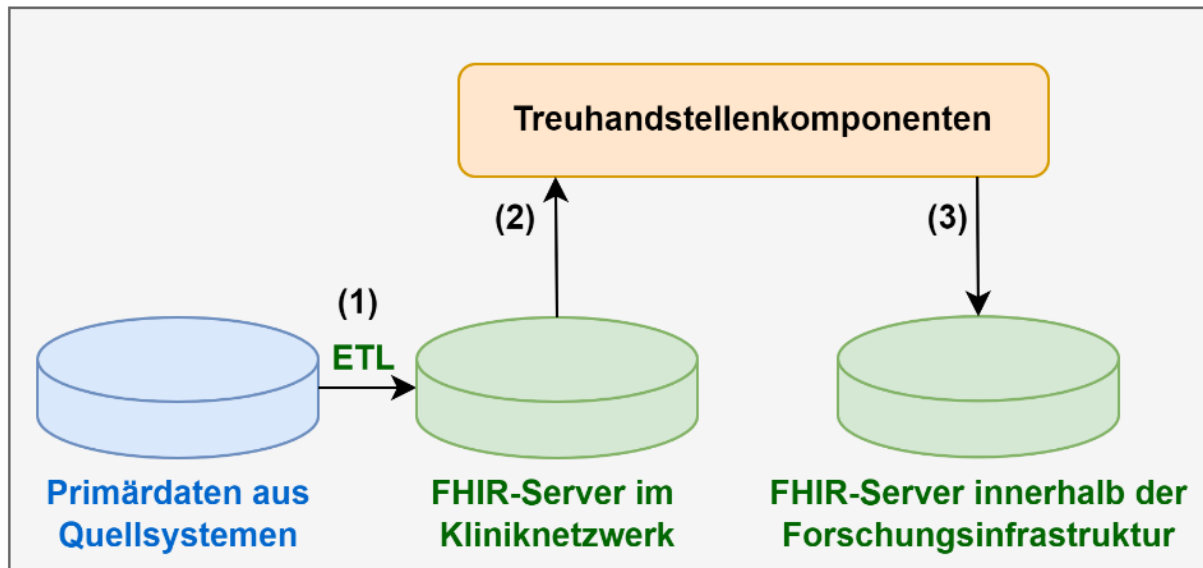 Treuhandstellenkomponenten
(2)
(3)
(1)
ETL
Primärdaten aus
Quellsystemen
FHIR-Server im
Kliniknetzwerk
FHIR-Server innerhalb der
Forschungsinfrastruktur